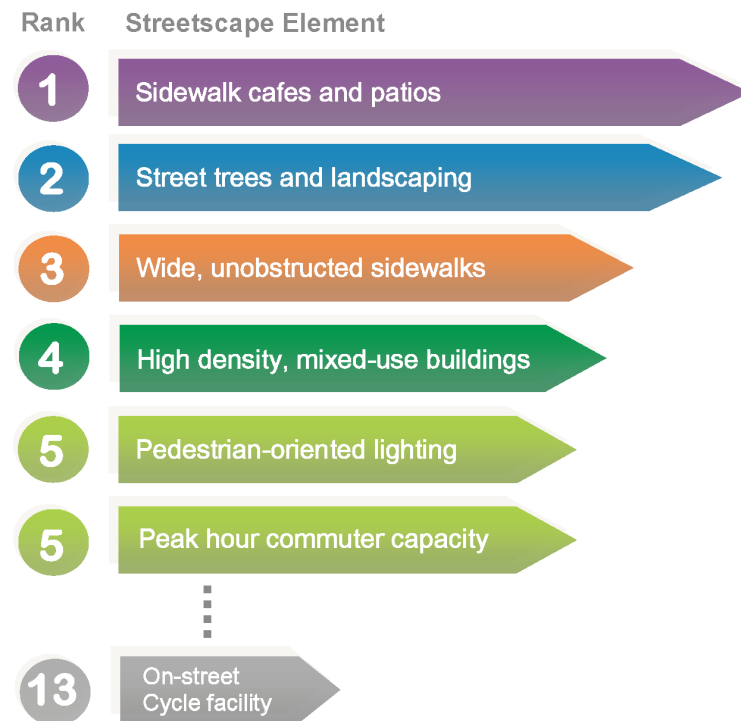 Rank Streetscape Element
1 Sidewalk cafes and patios
2 Street trees and landscaping
3 Wide, unobstructed sidewalks
4 High density, mixed-use buildings
5 Pedestrian-oriented lighting
5 Peak hour commuter capacity
13 On-street
Cycle facility